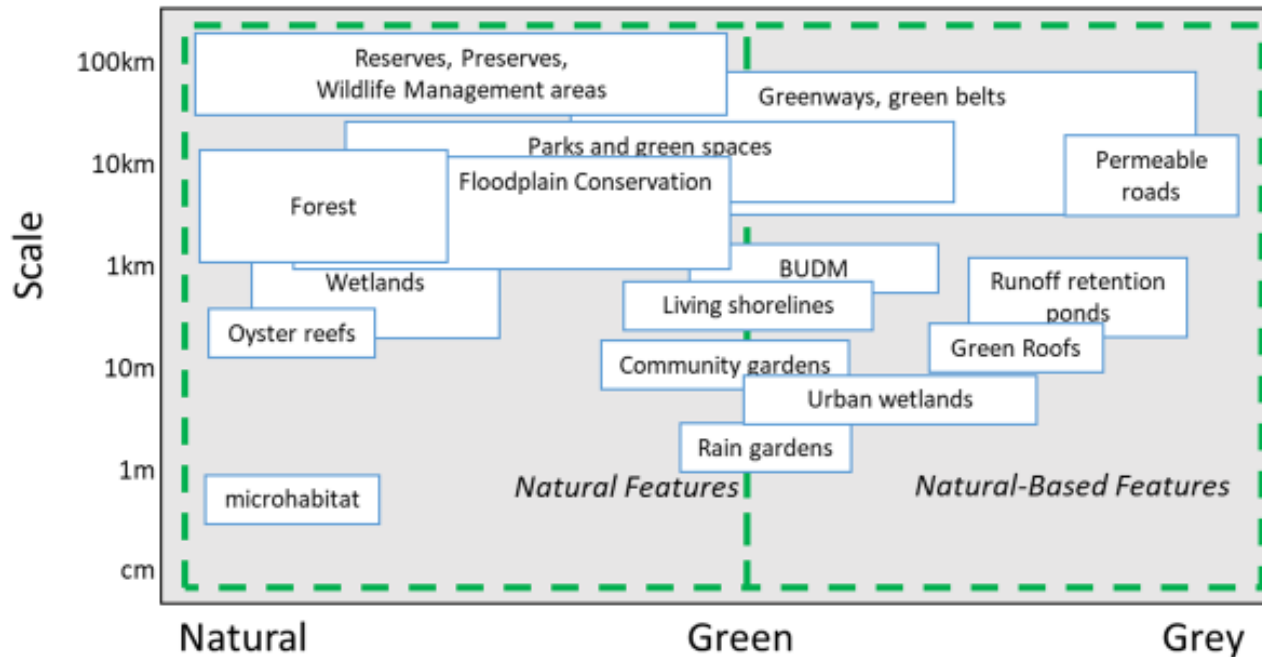 Scale
100km
10km
1km
10m
1m
cm
Reserves, Preserves,
Wildlife Management areas
Greenways, green belts
Parks and green spaces
Permeable
roads
Floodplain Conservation
Forest
Wetlands
BUDM
Runoff retention
ponds
Living shorelines
Oyster reefs
Green Roofs
Community gardens
Urban wetlands
Rain gardens
microhabitat
Natural Features
Natural-Based Features
Natural
Green
Grey